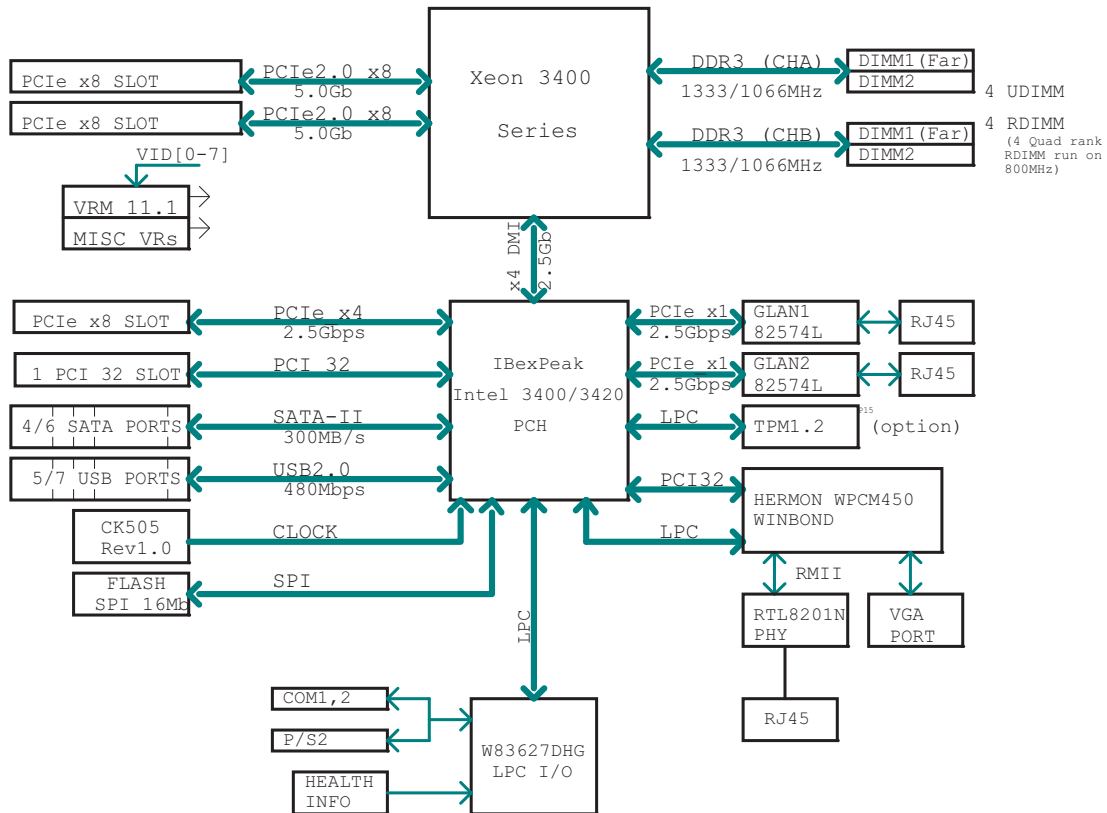 PCIe x8 SLOT
PCIe2.0 x8
5.0Gb
PCIe x8 SLOT
PCIe2.0 x8
5.0Gb
Xeon 3400
Series
DDR3 (CHA)
1333/1066MHz
DIMM1(Far)
DIMM2
4 UDIMM
DDR3 (CHB)
1333/1066MHz
DIMM1(Far)
DIMM2
4 RDIMM
(4 Quad rank
RDIMM run on
800MHz)
VID[0-7]
VRM 11.1
MISC VRs
x4 DMI
2.5Gb
PCIe x8 SLOT
PCIe x4
2.5Gbps
1 PCI 32 SLOT
PCI 32
4/6 SATA PORTS
SATA-II
300MB/s
5/7 USB PORTS
USB2.0
480Mbps
CK505
Rev1.0
CLOCK
FLASH
SPI 16Mb
SPI
IBexPeak
Intel 3400/3420
PCH
PCIe x1
2.5Gbps
GLAN1
82574L
RJ45
PCIe x1
2.5Gbps
GLAN2
82574L
RJ45
LPC
TPM1.2
P15
(option)
PCI32
LPC
HERMON WPCM450
WINBOND
RMII
RTL8201N
PHY
VGA
PORT
RJ45
LPC
COM1,2
P/S2
HEALTH
INFO
W83627DHG
LPC I/O